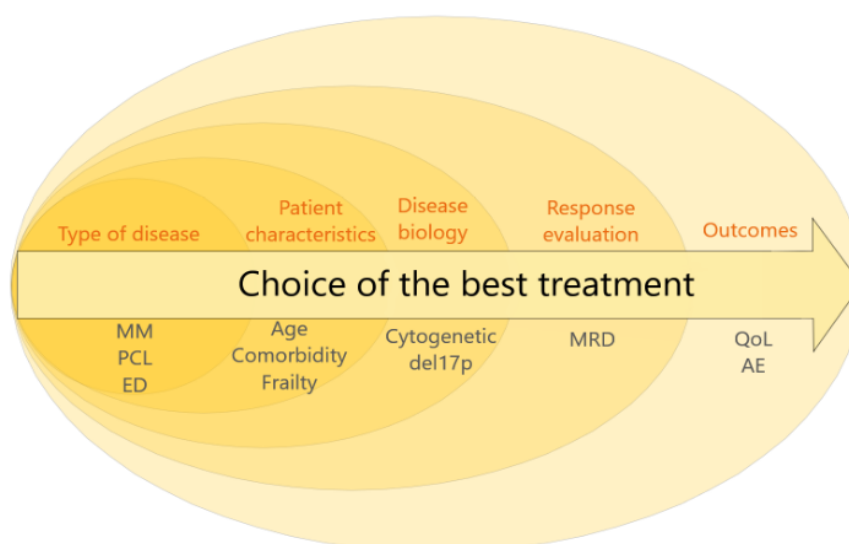 Type of disease
Patient
characteristics
Disease
biology
Response
evaluation
Outcomes
Choice of the best treatment
MM
PCL
ED
Age
Comorbidity
Frailty
Cytogenetic
del17p
MRD
QoL
AE